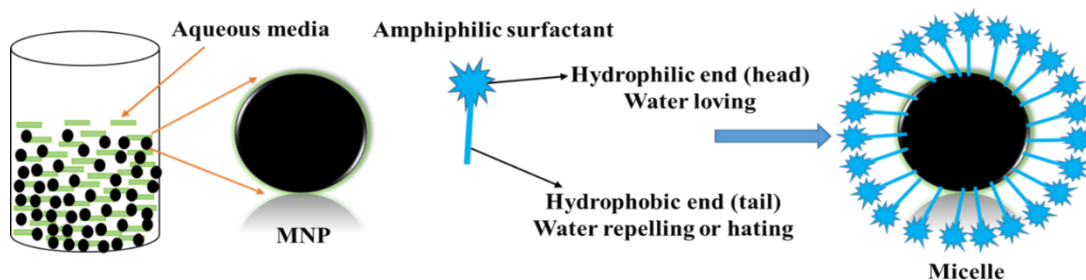 Aqueous media
MNP
Amphiphilic surfactant
Hydrophilic end (head)
Water loving
Hydrophobic end (tail)
Water repelling or hating
Micelle